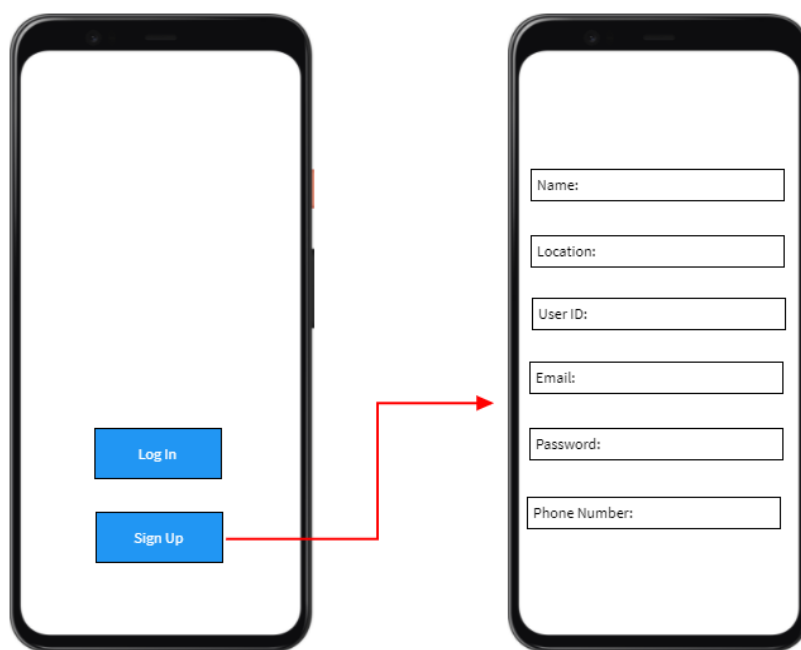 Log In
Sign Up
Name:
Location:
User ID:
Email:
Password:
Phone Number: